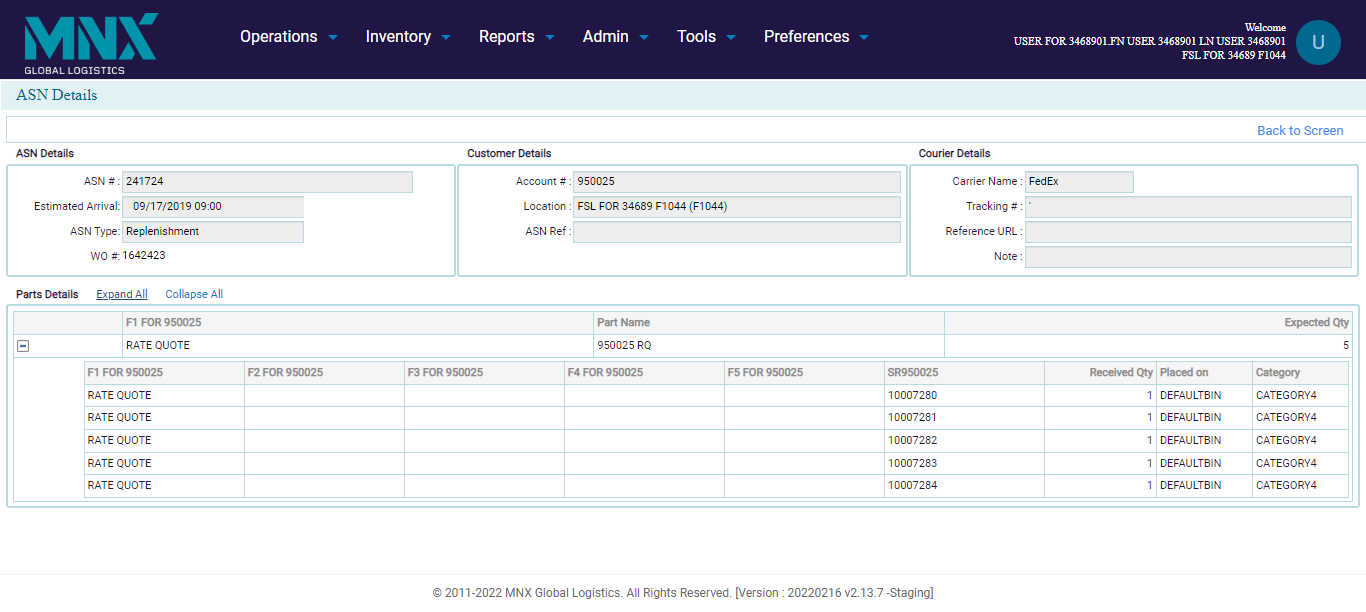 MNX
GLOBAL LOGISTICS
Operations Inventory Reports Admin Tools Preferences
Welcome
USER FOR 3468901.FN USER 3468901 LN USER 3468901
FSL FOR 34689 F1044
U
ASN Details
Back to Screen
ASN Details
ASN # : 241724
Estimated Arrival: 09/17/2019 09:00
ASN Type: Replenishment
WO #: 1642423
Customer Details
Account # : 950025
Location : FSL FOR 34689 F1044 (F1044)
ASN Ref :
Courier Details
Carrier Name : FedEx
Tracking # : '
Reference URL :
Note :
Parts Details Expand All Collapse All
F1 FOR 950025 Part Name Expected Qty
RATE QUOTE 950025 RQ 5
F1 FOR 950025 F2 FOR 950025 F3 FOR 950025 F4 FOR 950025 F5 FOR 950025 SR950025 Received Qty Placed on Category
RATE QUOTE 10007280 1 DEFAULTBIN CATEGORY4
RATE QUOTE 10007281 1 DEFAULTBIN CATEGORY4
RATE QUOTE 10007282 1 DEFAULTBIN CATEGORY4
RATE QUOTE 10007283 1 DEFAULTBIN CATEGORY4
RATE QUOTE 10007284 1 DEFAULTBIN CATEGORY4
© 2011-2022 MNX Global Logistics. All Rights Reserved. [Version : 20220216 v2.13.7 -Staging]